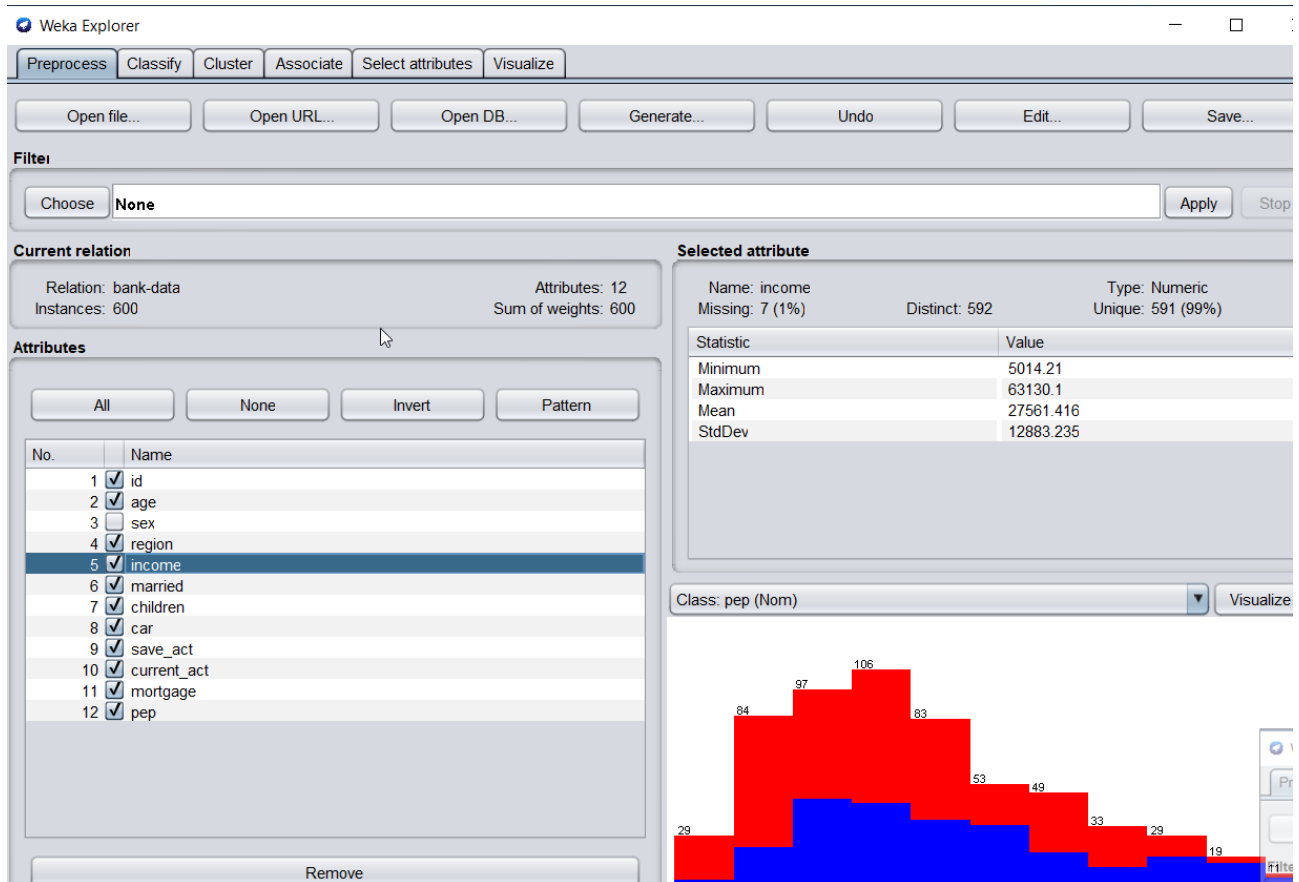 Weka Explorer
Preprocess Classify Cluster Associate Select attributes Visualize
Open file... Open URL... Open DB... Generate... Undo Edit... Save...
Filter
Choose None Apply Stop
Current relation
Relation: bank-data Attributes: 12
Instances: 600 Sum of weights: 600
Attributes
All None Invert Pattern
No. Name
1 id
2 age
3 sex
4 region
5 income
6 married
7 children
8 car
9 save_act
10 current_act
11 mortgage
12 pep
Remove
Selected attribute
Name: income Type: Numeric
Missing: 7 (1%) Distinct: 592 Unique: 591 (99%)
Statistic Value
Minimum 5014.21
Maximum 63130.1
Mean 27561.416
StdDev 12883.235
Class: pep (Nom) Visualize
29 84 97 106 83 53 49 33 29 19 11
Pr